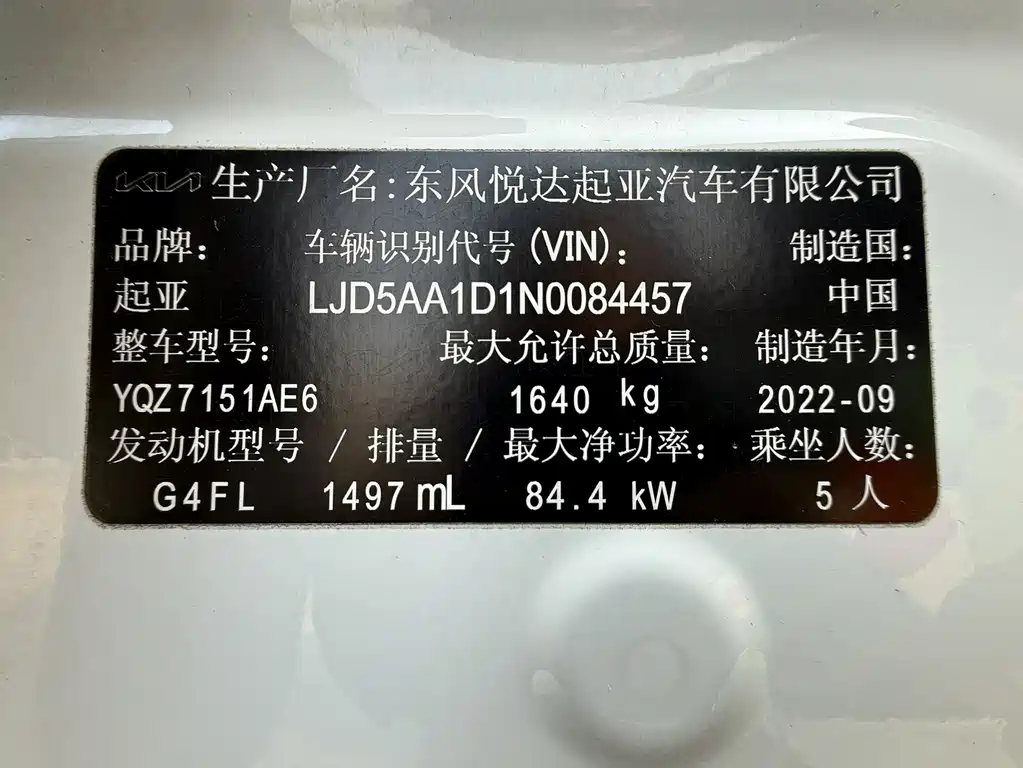 KIA 生产厂名:东风悦达起亚汽车有限公司
品牌: 车辆识别代号(VIN): 制造国:
起亚 LJD5AA1D1N0084457 中国
整车型号: 最大允许总质量: 制造年月:
YQZ7151AE6 1640 kg 2022-09
发动机型号 / 排量 / 最大净功率: 乘坐人数:
G4FL 1497 mL 84.4 kW 5 人